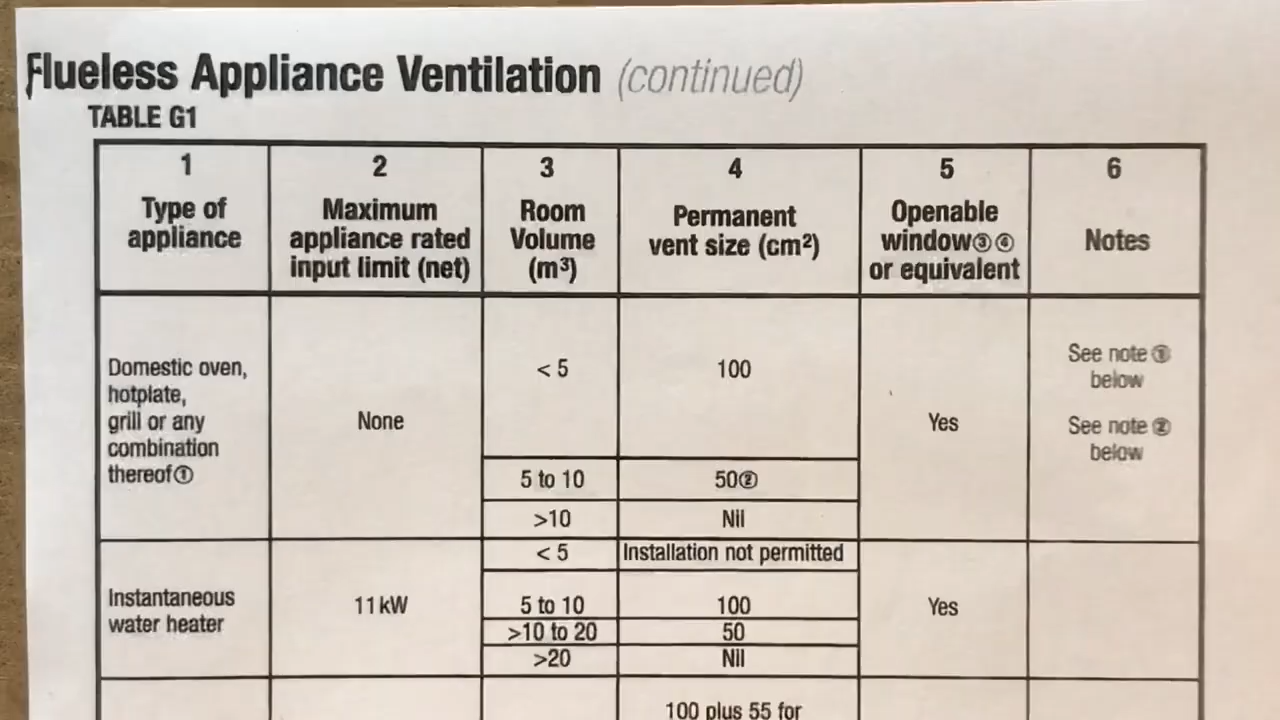 Flueless Appliance Ventilation (continued)
TABLE G1
1
Type of
appliance
2
Maximum
appliance rated
input limit (net)
3
Room
Volume
(m³)
4
Permanent
vent size (cm²)
5
Openable
window③④
or equivalent
6
Notes
Domestic oven,
hotplate,
grill or any
combination
thereof①
None
< 5
100
5 to 10
50②
>10
Nil
Yes
See note ①
below
See note ②
below
Instantaneous
water heater
11 kW
< 5
Installation not permitted
5 to 10
100
>10 to 20
50
>20
Nil
Yes
100 plus 55 for